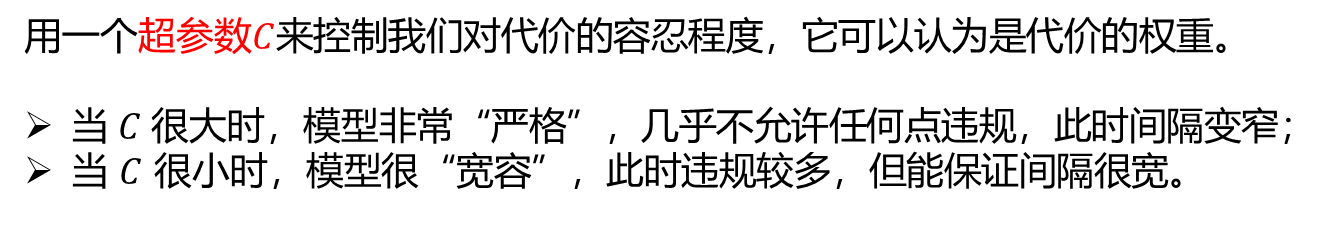 用一个超参数C来控制我们对代价的容忍程度，它可以认为是代价的权重。
➢ 当 C 很大时，模型非常“严格”，几乎不允许任何点违规，此时间隔变窄；
➢ 当 C 很小时，模型很“宽容”，此时违规较多，但能保证间隔很宽。